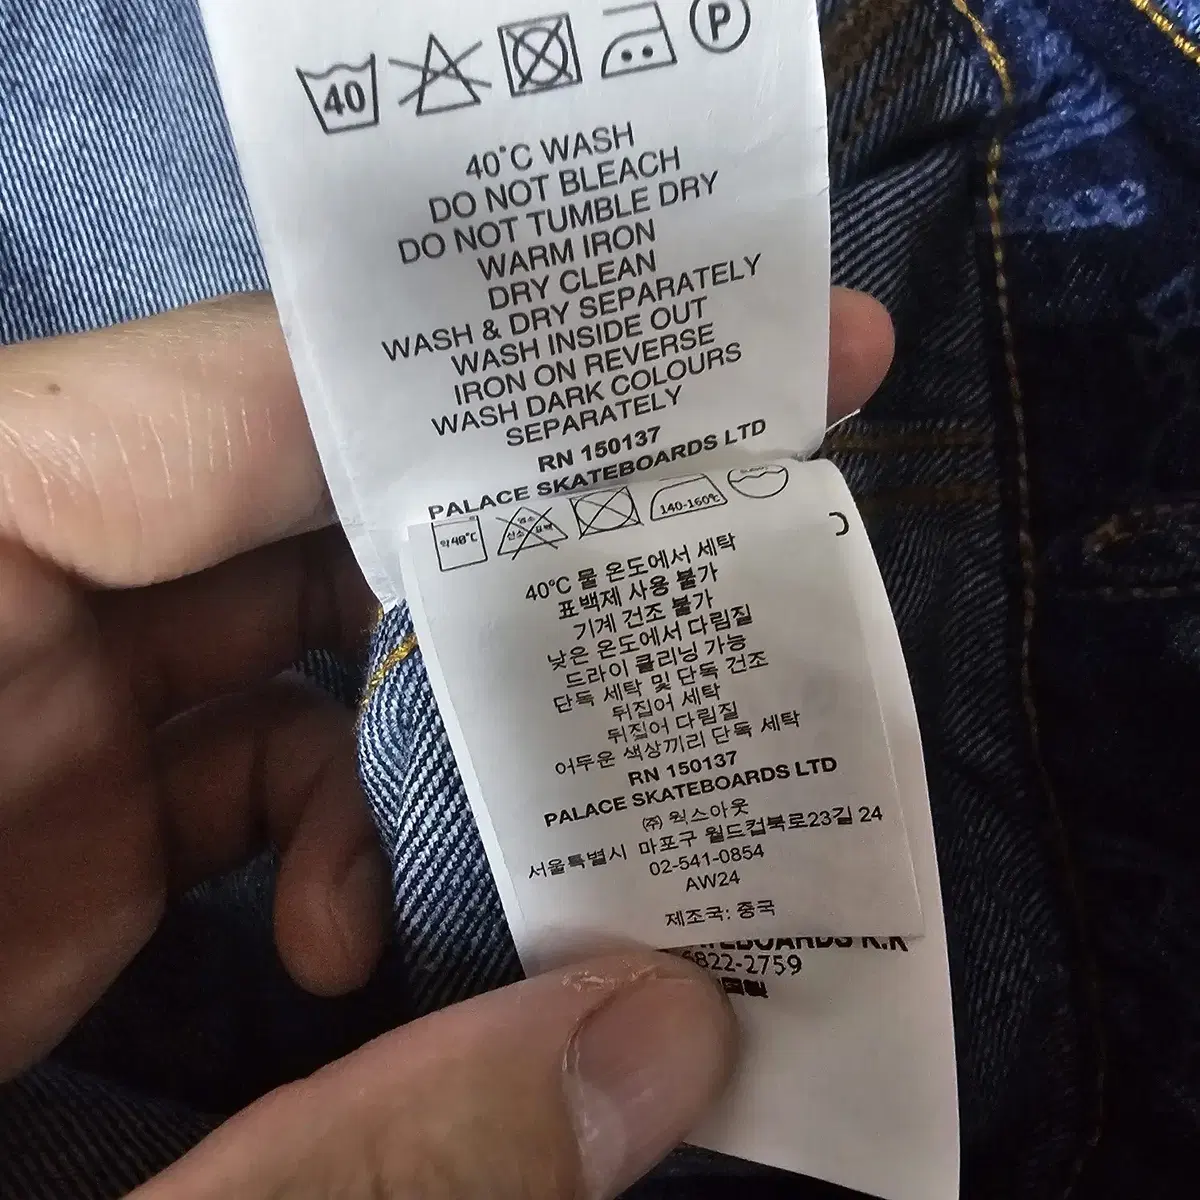 40
P
40°C WASH
DO NOT BLEACH
DO NOT TUMBLE DRY
WARM IRON
DRY CLEAN
WASH & DRY SEPARATELY
WASH INSIDE OUT
IRON ON REVERSE
WASH DARK COLOURS
SEPARATELY
RN 150137
PALACE SKATEBOARDS LTD
약40°C
140-160℃
40℃ 물 온도에서 세탁
표백제 사용 불가
기계 건조 불가
낮은 온도에서 다림질
드라이 클리닝 가능
단독 세탁 및 단독 건조
뒤집어 세탁
뒤집어 다림질
어두운 색상끼리 단독 세탁
RN 150137
PALACE SKATEBOARDS LTD
㈜ 웍스아웃
서울특별시 마포구 월드컵북로23길 24
02-541-0854
AW24
제조국: 중국
K.K
6822-2759
国製